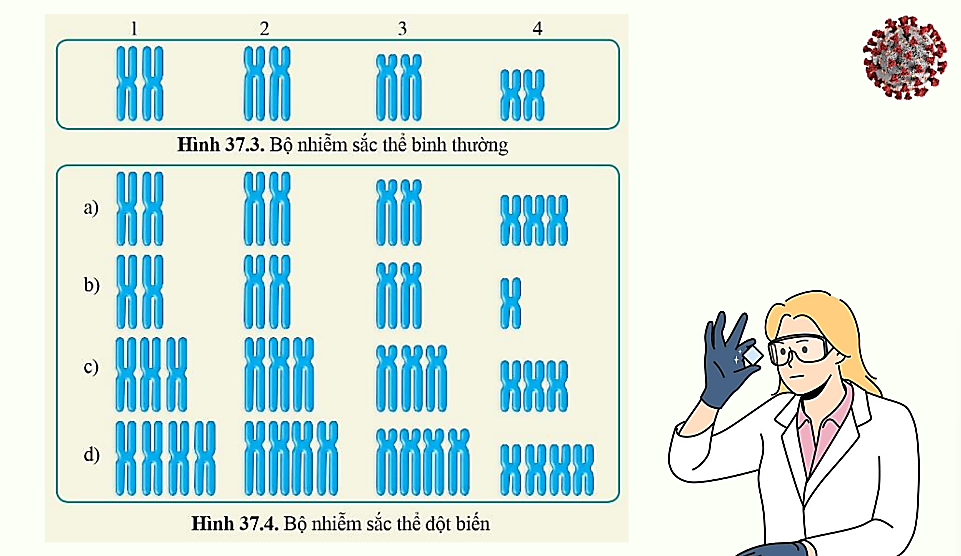 1 2 3 4
Hình 37.3. Bộ nhiễm sắc thể bình thường
a)
b)
c)
d)
Hình 37.4. Bộ nhiễm sắc thể đột biến